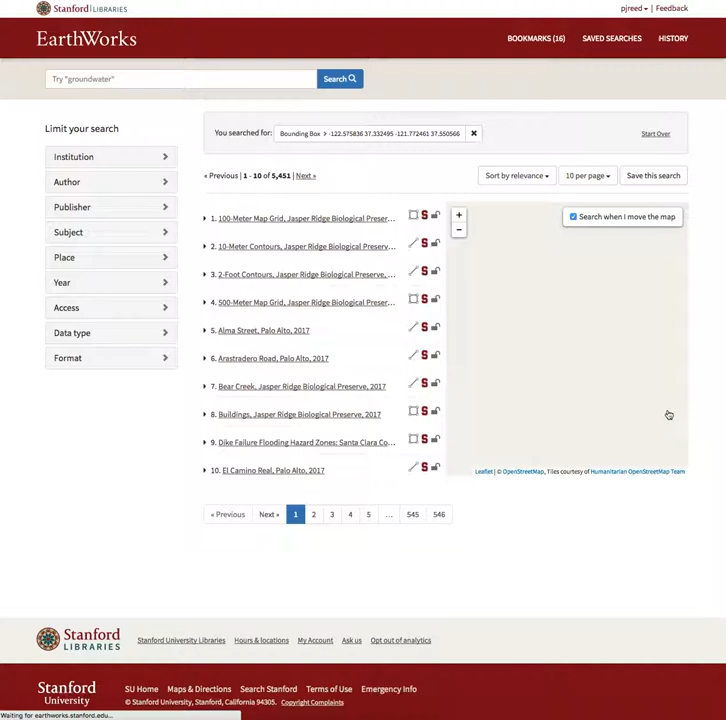 Stanford | LIBRARIES
pjreed | Feedback
EarthWorks
BOOKMARKS (16) SAVED SEARCHES HISTORY
Try "groundwater" Search
Limit your search
Institution
Author
Publisher
Subject
Place
Year
Access
Data type
Format
You searched for: Bounding Box > -122.575836 37.332495 -121.772461 37.550566 ✖ Start Over
« Previous | 1 - 10 of 5,451 | Next »
Sort by relevance 10 per page Save this search
1. 100-Meter Map Grid, Jasper Ridge Biological Preser...
2. 10-Meter Contours, Jasper Ridge Biological Preserv...
3. 2-Foot Contours, Jasper Ridge Biological Preserve, ...
4. 500-Meter Map Grid, Jasper Ridge Biological Preser...
5. Alma Street, Palo Alto, 2017
6. Arastradero Road, Palo Alto, 2017
7. Bear Creek, Jasper Ridge Biological Preserve, 2017
8. Buildings, Jasper Ridge Biological Preserve, 2017
9. Dike Failure Flooding Hazard Zones: Santa Clara Co...
10. El Camino Real, Palo Alto, 2017
+
−
Search when I move the map
Leaflet | © OpenStreetMap, Tiles courtesy of Humanitarian OpenStreetMap Team
« Previous Next » 1 2 3 4 5 ... 545 546
Stanford
LIBRARIES
Stanford University Libraries Hours & locations My Account Ask us Opt out of analytics
Stanford
University
SU Home Maps & Directions Search Stanford Terms of Use Emergency Info
© Stanford University, Stanford, California 94305. Copyright Complaints
Waiting for earthworks.stanford.edu...